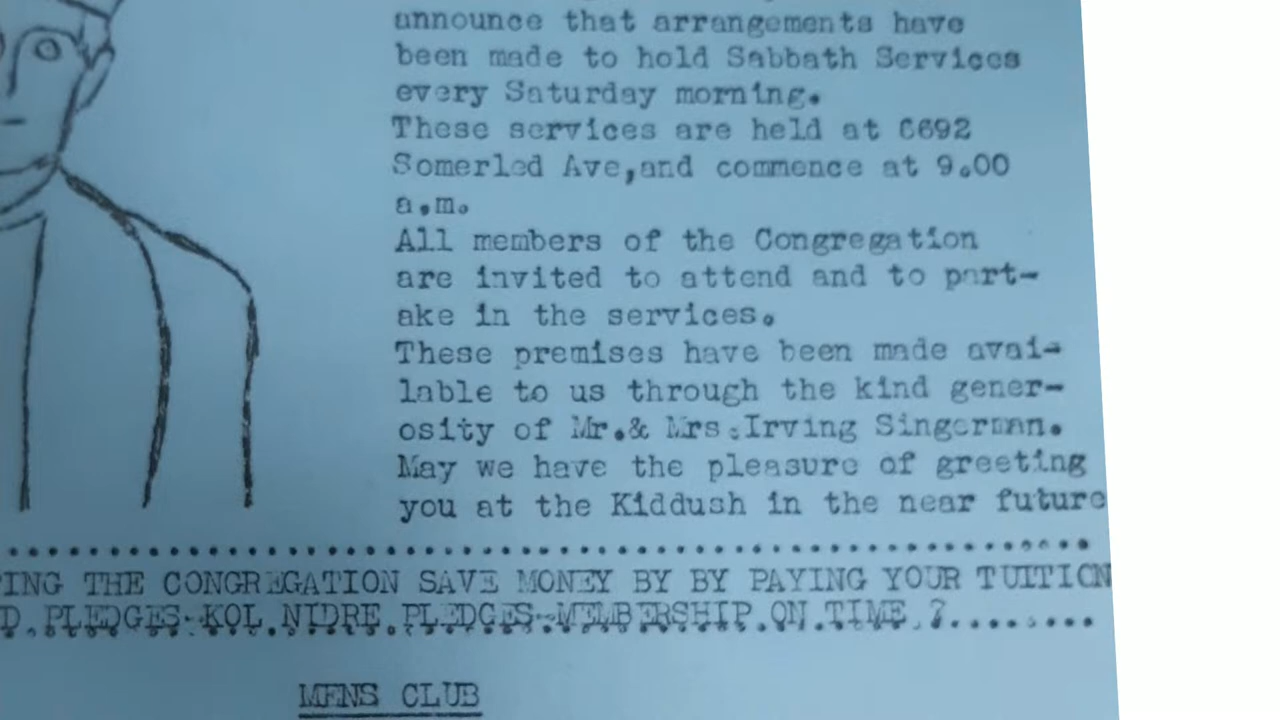 announce that arrangements have
been made to hold Sabbath Services
every Saturday morning.
These services are held at 6692
Somerled Ave,and commence at 9.00
a.m.
All members of the Congregation
are invited to attend and to part-
ake in the services.
These premises have been made avai-
lable to us through the kind gener-
osity of Mr.& Mrs.Irving Singerman.
May we have the pleasure of greeting
you at the Kiddush in the near future
ING THE CONGREGATION SAVE MONEY BY BY PAYING YOUR TUITION
D.PLEDGES-KOL.NIDRE.PLEDGES-MEMBERSHIP.ON.TIME.?........
MENS CLUB